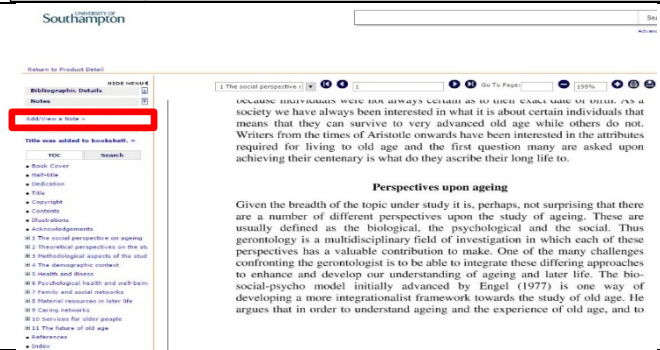 UNIVERSITY OF
Southampton
Sea
Advanc
Return to Product Detail
HIDE MENU
Bibliographic Details
Notes
Add/View a Note »
Title was added to bookshelf. »
TOC
Search
Book Cover
Half-title
Dedication
Title
Copyright
Contents
Illustrations
Acknowledgements
1 The social perspective on ageing
2 Theoretical perspectives on the st
3 Methodological aspects of the stud
4 The demographic context
5 Health and illness
6 Psychological health and well-bein
7 Family and social networks
8 Material resources in later life
9 Caring networks
10 Services for older people
11 The future of old age
References
Index
1 The social perspective
1
Go To Page:
195%
because individuals were not always certain as to their exact date of birth. As a
society we have always been interested in what it is about certain individuals that
means that they can survive to very advanced old age while others do not.
Writers from the times of Aristotle onwards have been interested in the attributes
required for living to old age and the first question many are asked upon
achieving their centenary is what do they ascribe their long life to.
Perspectives upon ageing
Given the breadth of the topic under study it is, perhaps, not surprising that there
are a number of different perspectives upon the study of ageing. These are
usually defined as the biological, the psychological and the social. Thus
gerontology is a multidisciplinary field of investigation in which each of these
perspectives has a valuable contribution to make. One of the many challenges
confronting the gerontologist is to be able to integrate these differing approaches
to enhance and develop our understanding of ageing and later life. The bio-
social-psycho model initially advanced by Engel (1977) is one way of
developing a more integrationalist framework towards the study of old age. He
argues that in order to understand ageing and the experience of old age, and to